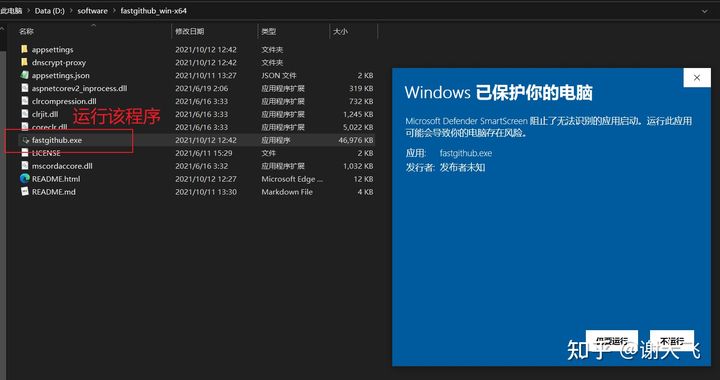 此电脑 > Data (D:) > software > fastgithub_win-x64
名称 修改日期 类型 大小
appsettings 2021/10/12 12:42 文件夹
dnscrypt-proxy 2021/10/12 12:42 文件夹
appsettings.json 2021/10/11 13:27 JSON 文件 2 KB
aspnetcorev2_inprocess.dll 2021/6/19 2:06 应用程序扩展 319 KB
clrcompression.dll 2021/6/16 3:33 应用程序扩展 732 KB
clrjit.dll 2021/6/16 3:33 应用程序扩展 1,245 KB
运行该程序
coreclr.dll 2021/6/16 3:33 应用程序扩展 5,022 KB
fastgithub.exe 2021/10/12 12:42 应用程序 46,976 KB
LICENSE 2021/6/11 15:29 文件 2 KB
mscordaccore.dll 2021/6/16 3:32 应用程序扩展 1,032 KB
README.html 2021/10/12 12:27 Microsoft Edge ... 12 KB
README.md 2021/10/11 13:30 Markdown File 4 KB
Windows 已保护你的电脑
Microsoft Defender SmartScreen 阻止了无法识别的应用启动。运行此应用
可能会导致你的电脑存在风险。
应用: fastgithub.exe
发行者: 发布者未知
仍要运行
不运行
知乎 @谢天飞